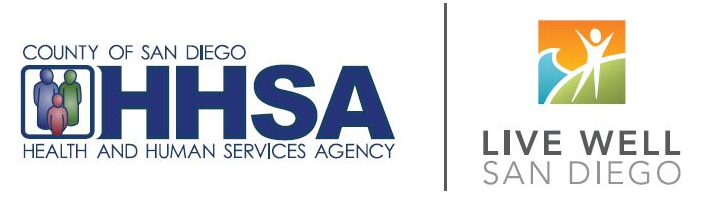 COUNTY OF SAN DIEGO
HHSA
HEALTH AND HUMAN SERVICES AGENCY
LIVE WELL
SAN DIEGO